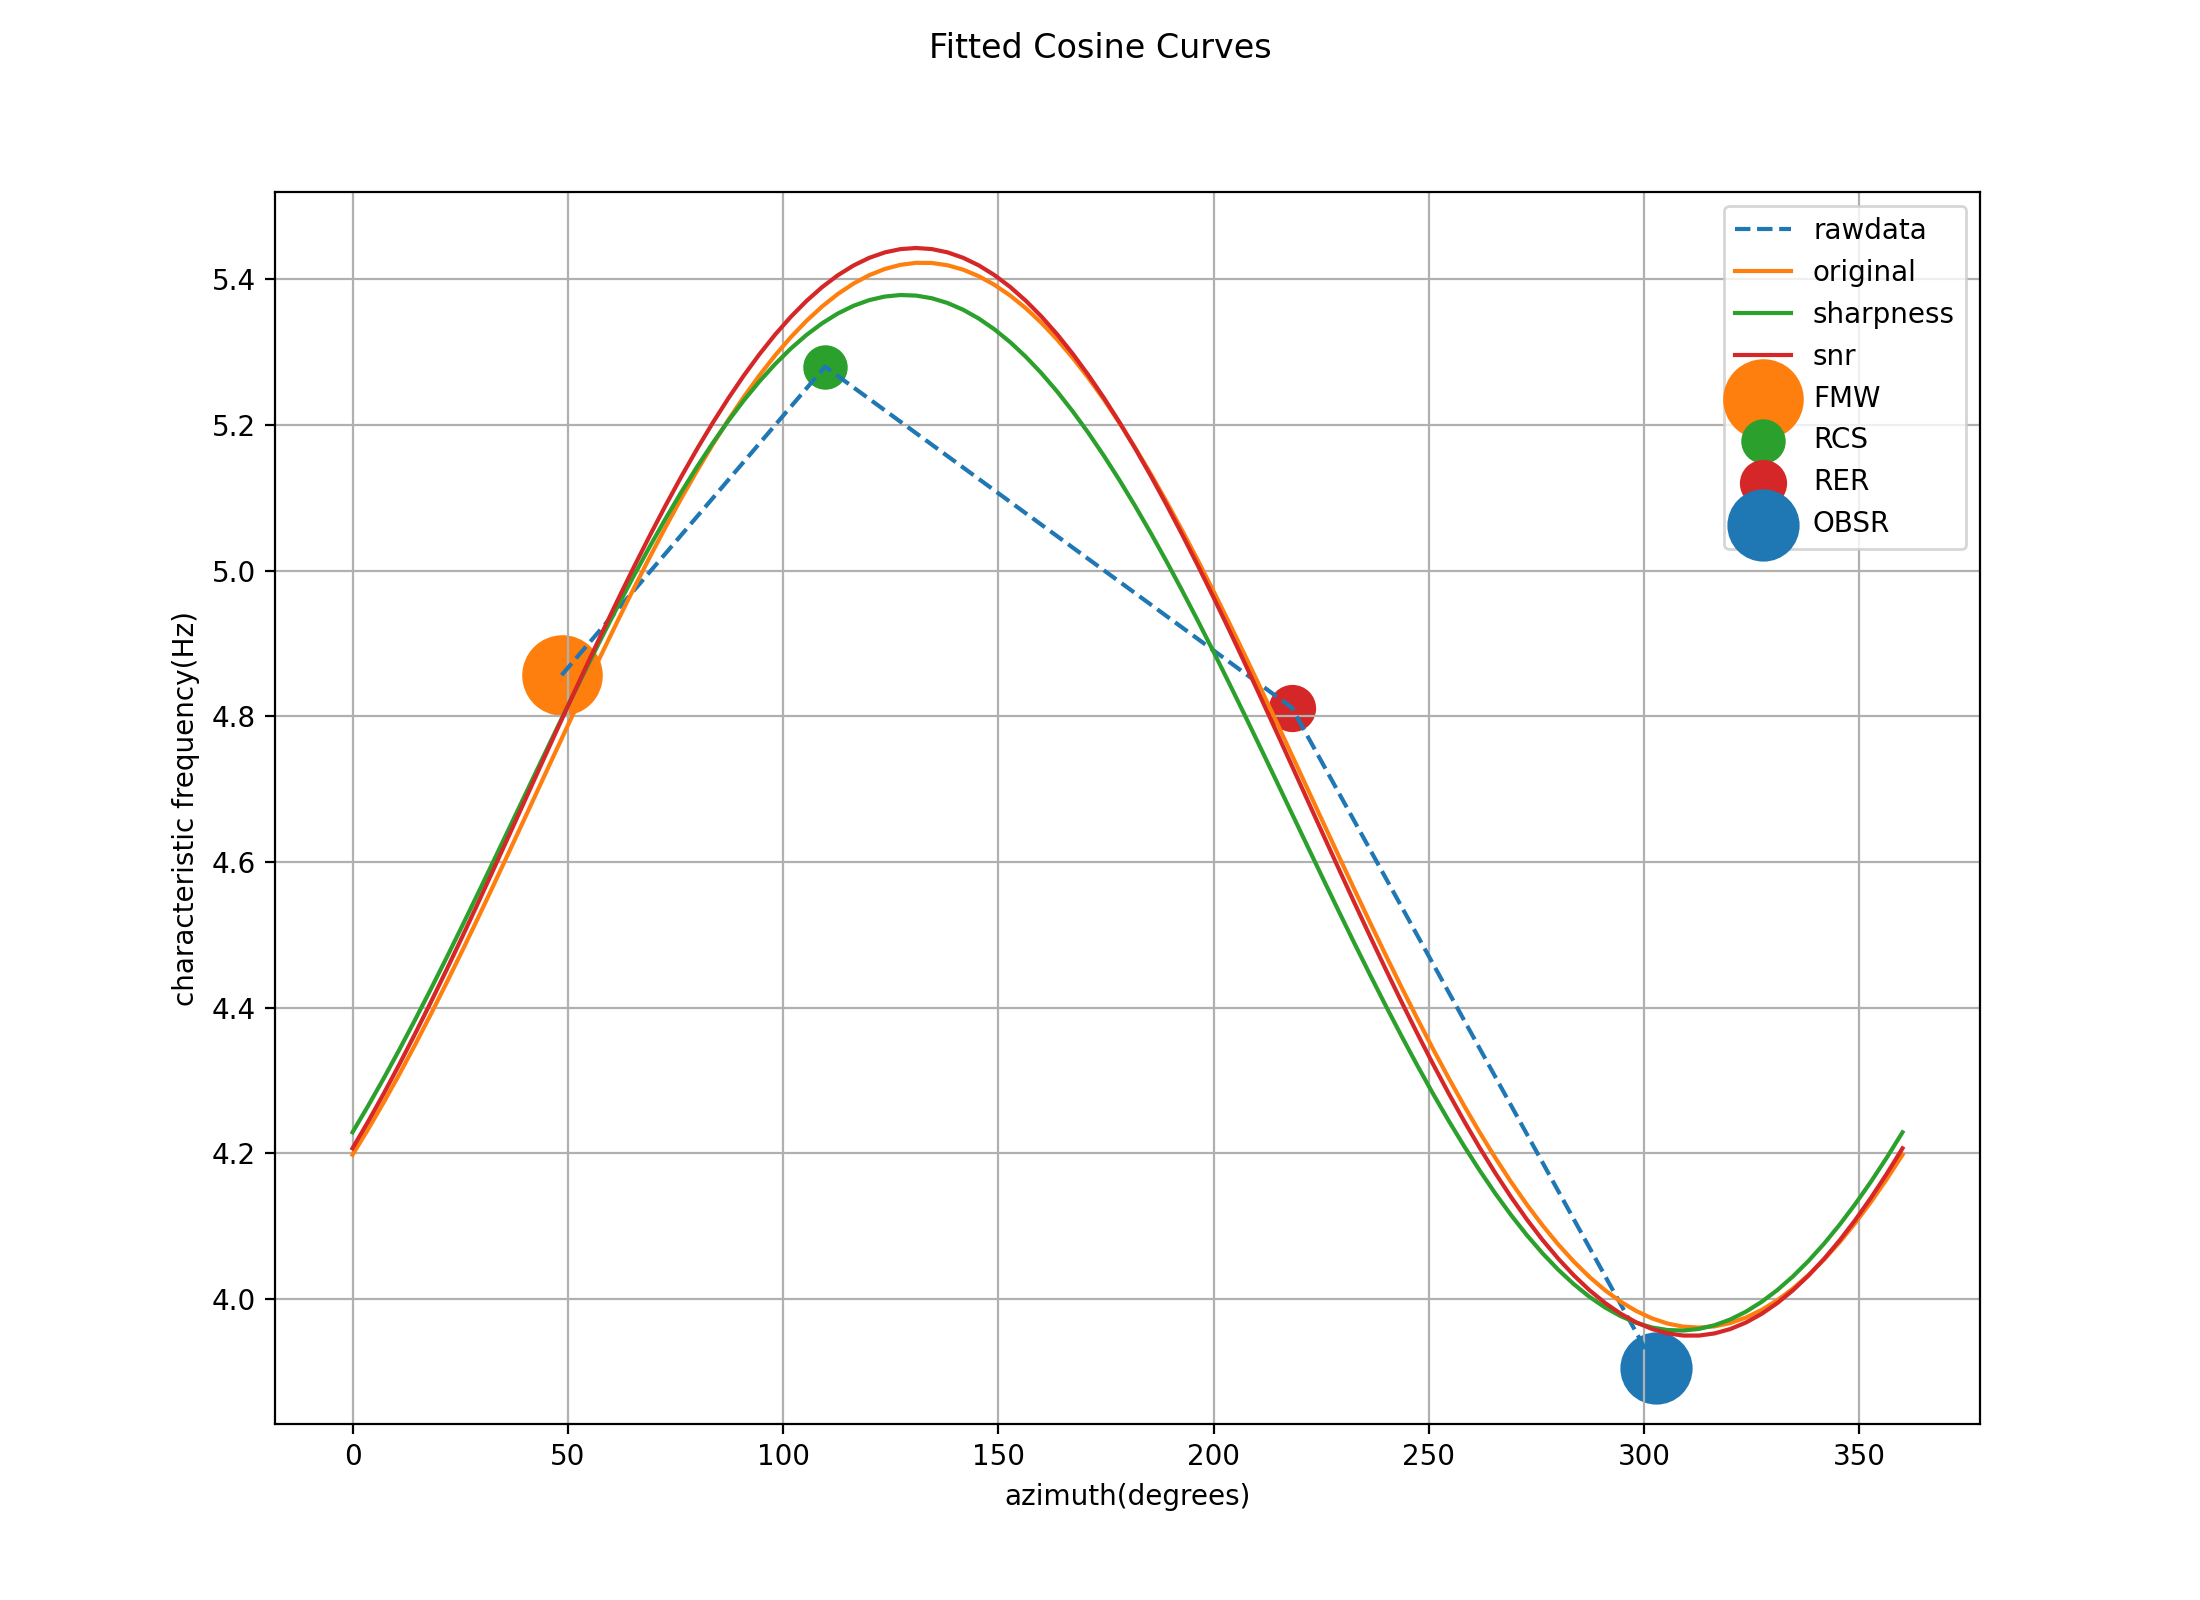 Fitted Cosine Curves
rawdata
original
sharpness
snr
FMW
RCS
RER
OBSR
5.4
5.2
5.0
4.8
4.6
4.4
4.2
4.0
characteristic frequency(Hz)
0 50 100 150 200 250 300 350
azimuth(degrees)